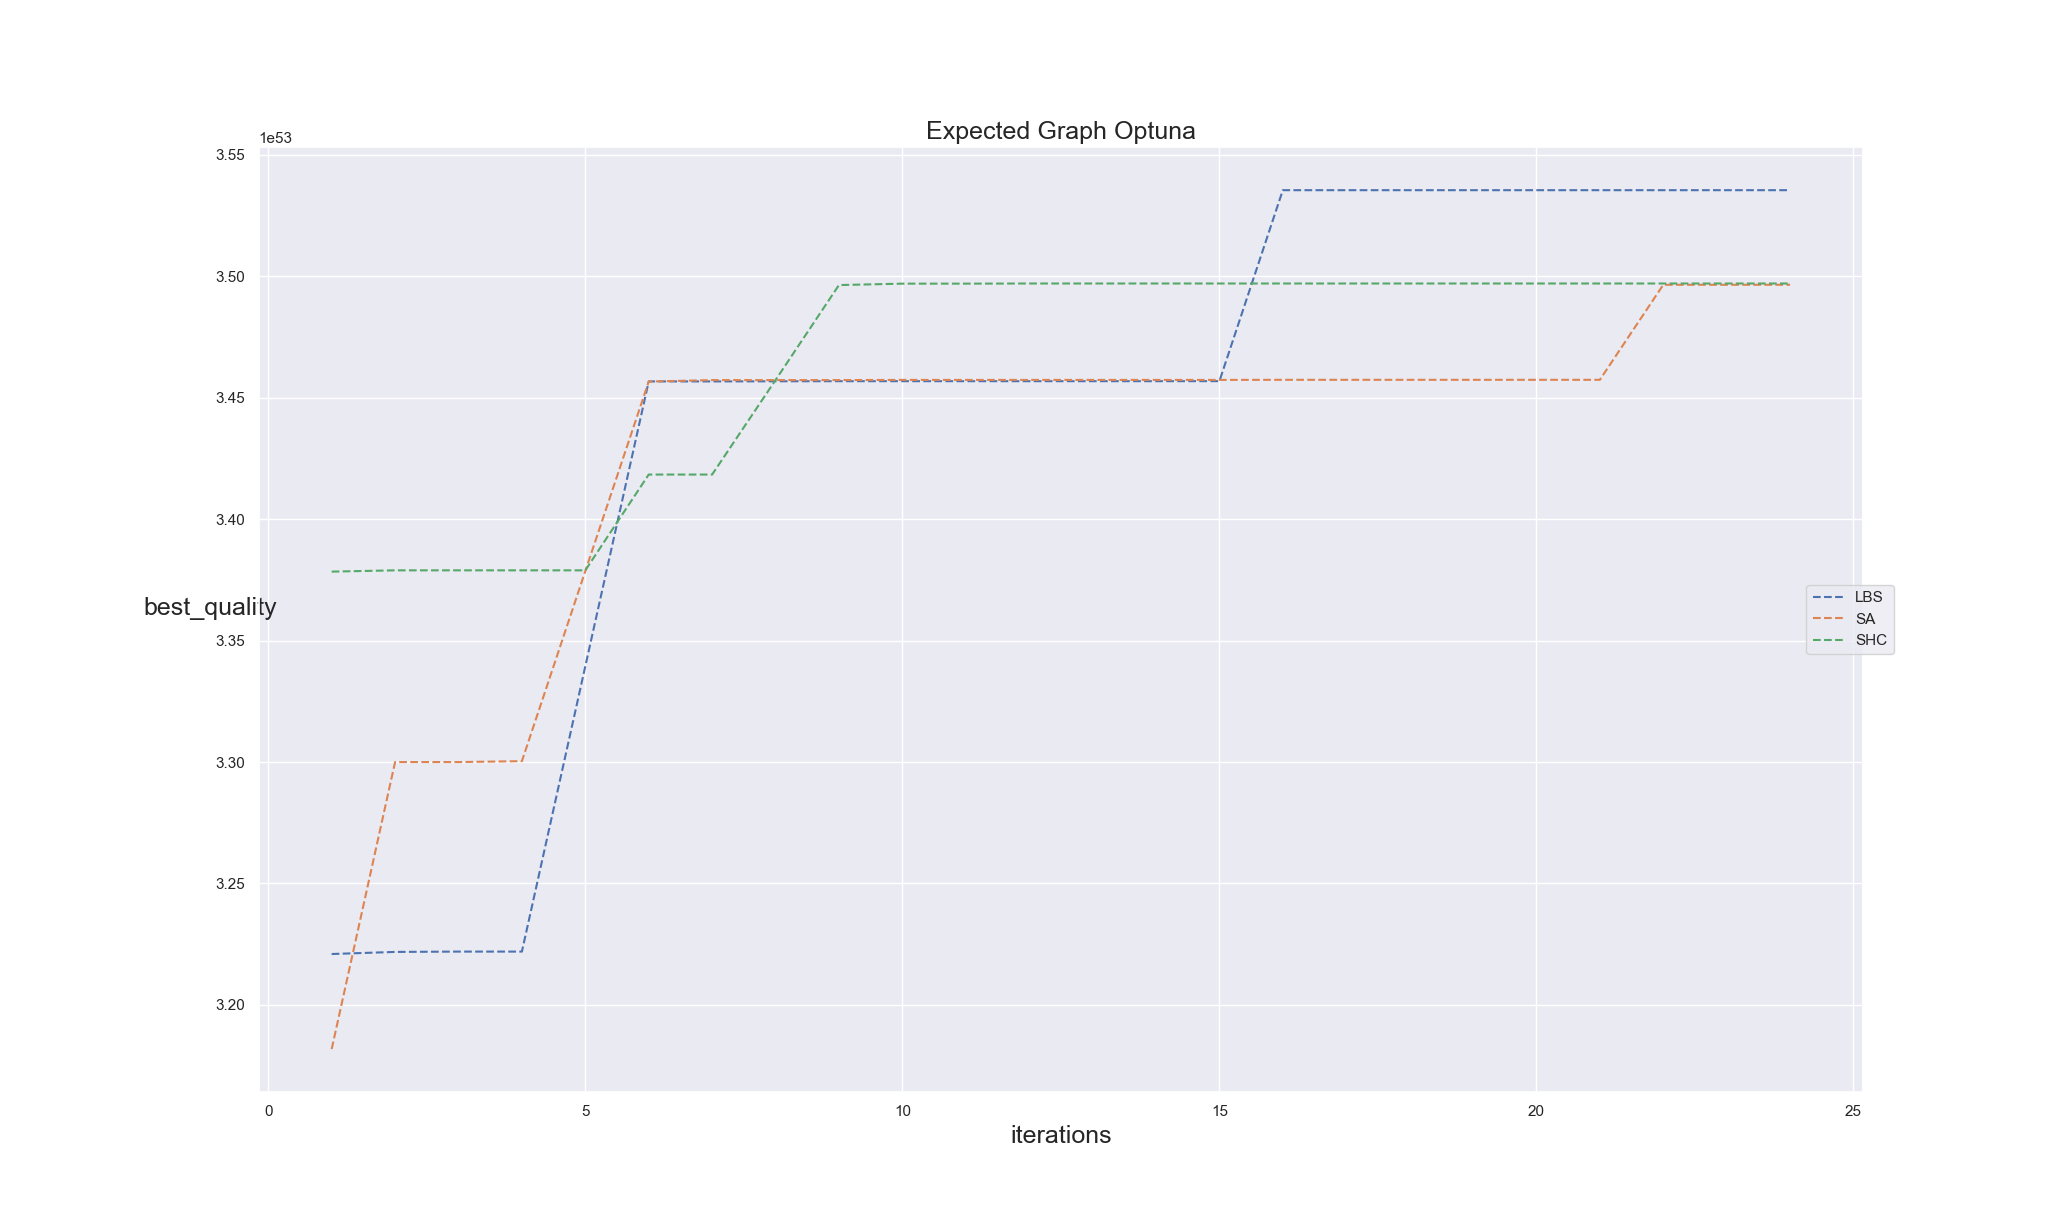 Expected Graph Optuna
1e53
3.55
3.50
3.45
3.40
3.35
3.30
3.25
3.20
best_quality
LBS
SA
SHC
0 5 10 15 20 25
iterations